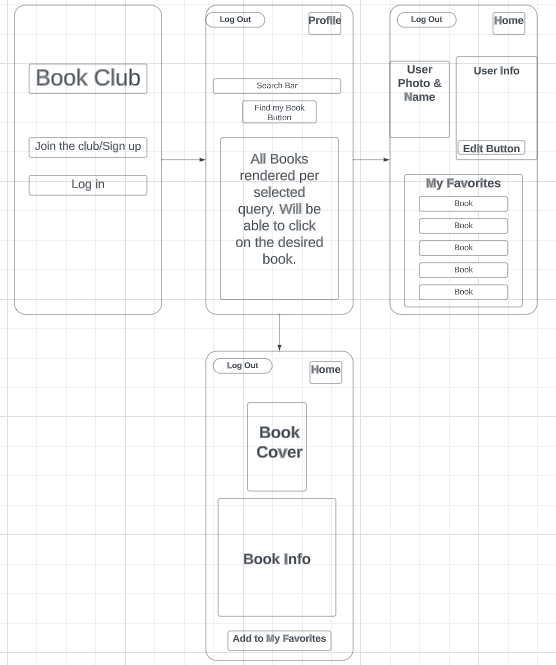 Book Club
Join the club/Sign up
Log in
Log Out
Profile
Search Bar
Find my Book
Button
All Books
rendered per
selected
query. Will be
able to click
on the desired
book.
Log Out
Home
User
Photo &
Name
User Info
Edit Button
My Favorites
Book
Book
Book
Book
Book
Log Out
Home
Book
Cover
Book Info
Add to My Favorites